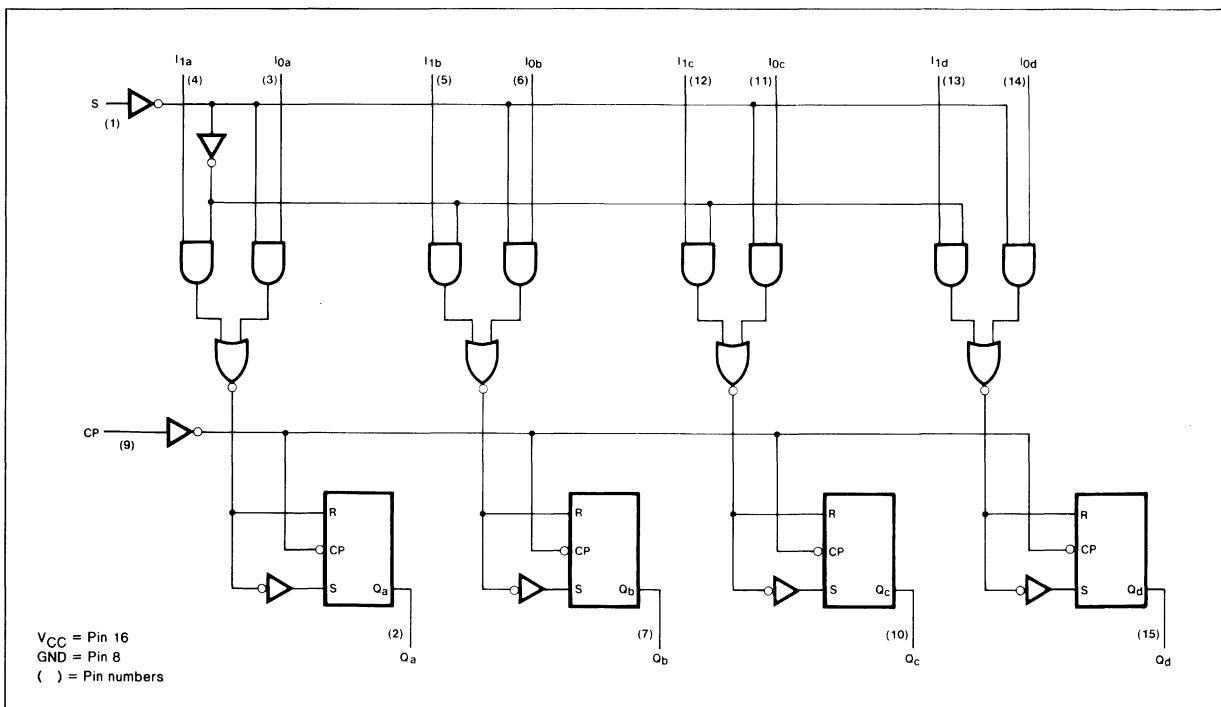 I1a I0a I1b I0b I1c I0c I1d I0d
(4) (3) (5) (6) (12) (11) (13) (14)
S
(1)
CP
(9)
R R R R
CP CP CP CP
S Qa S Qb S Qc S Qd
(2) (7) (10) (15)
Qa Qb Qc Qd
VCC = Pin 16
GND = Pin 8
( ) = Pin numbers